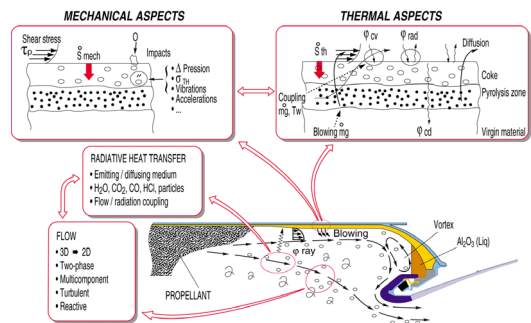 MECHANICAL ASPECTS
Shear stress
τp
S̊ mech
Impacts
• Δ Pression
• σTH
• Vibrations
• Accelerations
• ...
THERMAL ASPECTS
φ cv
φ rad
Diffusion
S̊ th
Coke
Pyrolysis zone
Coupling
m̊g, Tw
Blowing m̊g
φ cd
Virgin material
RADIATIVE HEAT TRANSFER
• Emitting / diffusing medium
• H₂O, CO₂, CO, HCl, particles
• Flow / radiation coupling
FLOW
• 3D ➡ 2D
• Two-phase
• Multicomponent
• Turbulent
• Reactive
PROPELLANT
φ ray
Blowing
Vortex
Al₂O₃ (Liq)